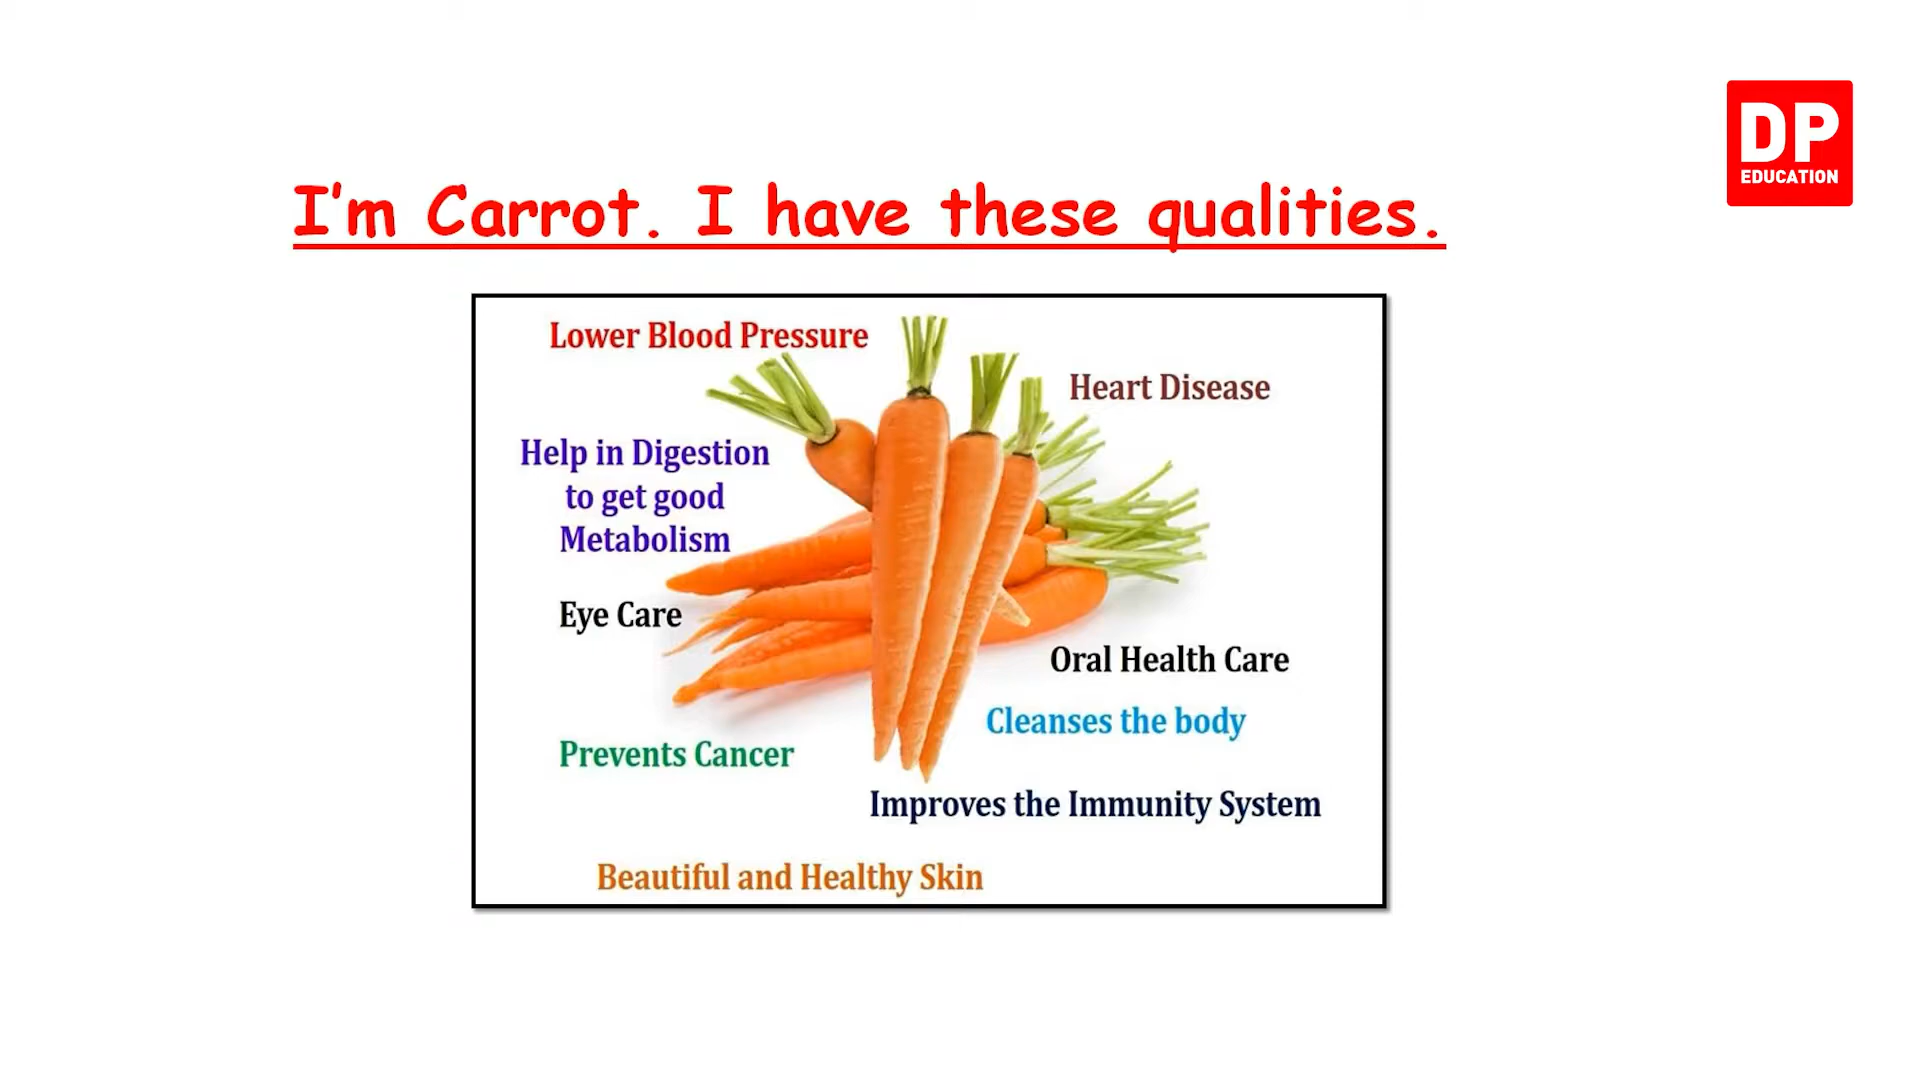 DP
EDUCATION
I'm Carrot. I have these qualities.
Lower Blood Pressure
Heart Disease
Help in Digestion
to get good
Metabolism
Eye Care
Oral Health Care
Cleanses the body
Prevents Cancer
Improves the Immunity System
Beautiful and Healthy Skin